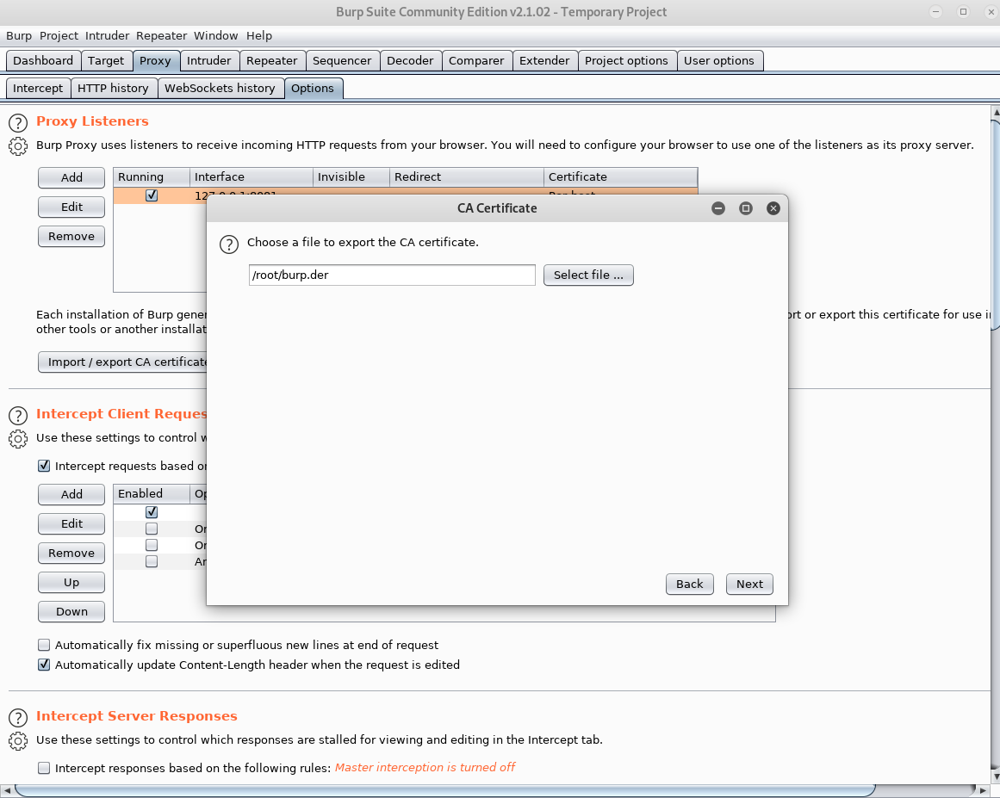 Burp Suite Community Edition v2.1.02 - Temporary Project
Burp Project Intruder Repeater Window Help
Dashboard Target Proxy Intruder Repeater Sequencer Decoder Comparer Extender Project options User options
Intercept HTTP history WebSockets history Options
? Proxy Listeners
Burp Proxy uses listeners to receive incoming HTTP requests from your browser. You will need to configure your browser to use one of the listeners as its proxy server.
Add Running Interface Invisible Redirect Certificate
Edit
Remove
CA Certificate
? Choose a file to export the CA certificate.
/root/burp.der Select file ...
Back Next
Each installation of Burp gener
ort or export this certificate for use i
other tools or another installat
Import / export CA certificate
? Intercept Client Reques
Use these settings to control w
Intercept requests based on
Add Enabled Op
Edit Or
Remove Or
An
Up
Down
Automatically fix missing or superfluous new lines at end of request
Automatically update Content-Length header when the request is edited
? Intercept Server Responses
Use these settings to control which responses are stalled for viewing and editing in the Intercept tab.
Intercept responses based on the following rules: Master interception is turned off